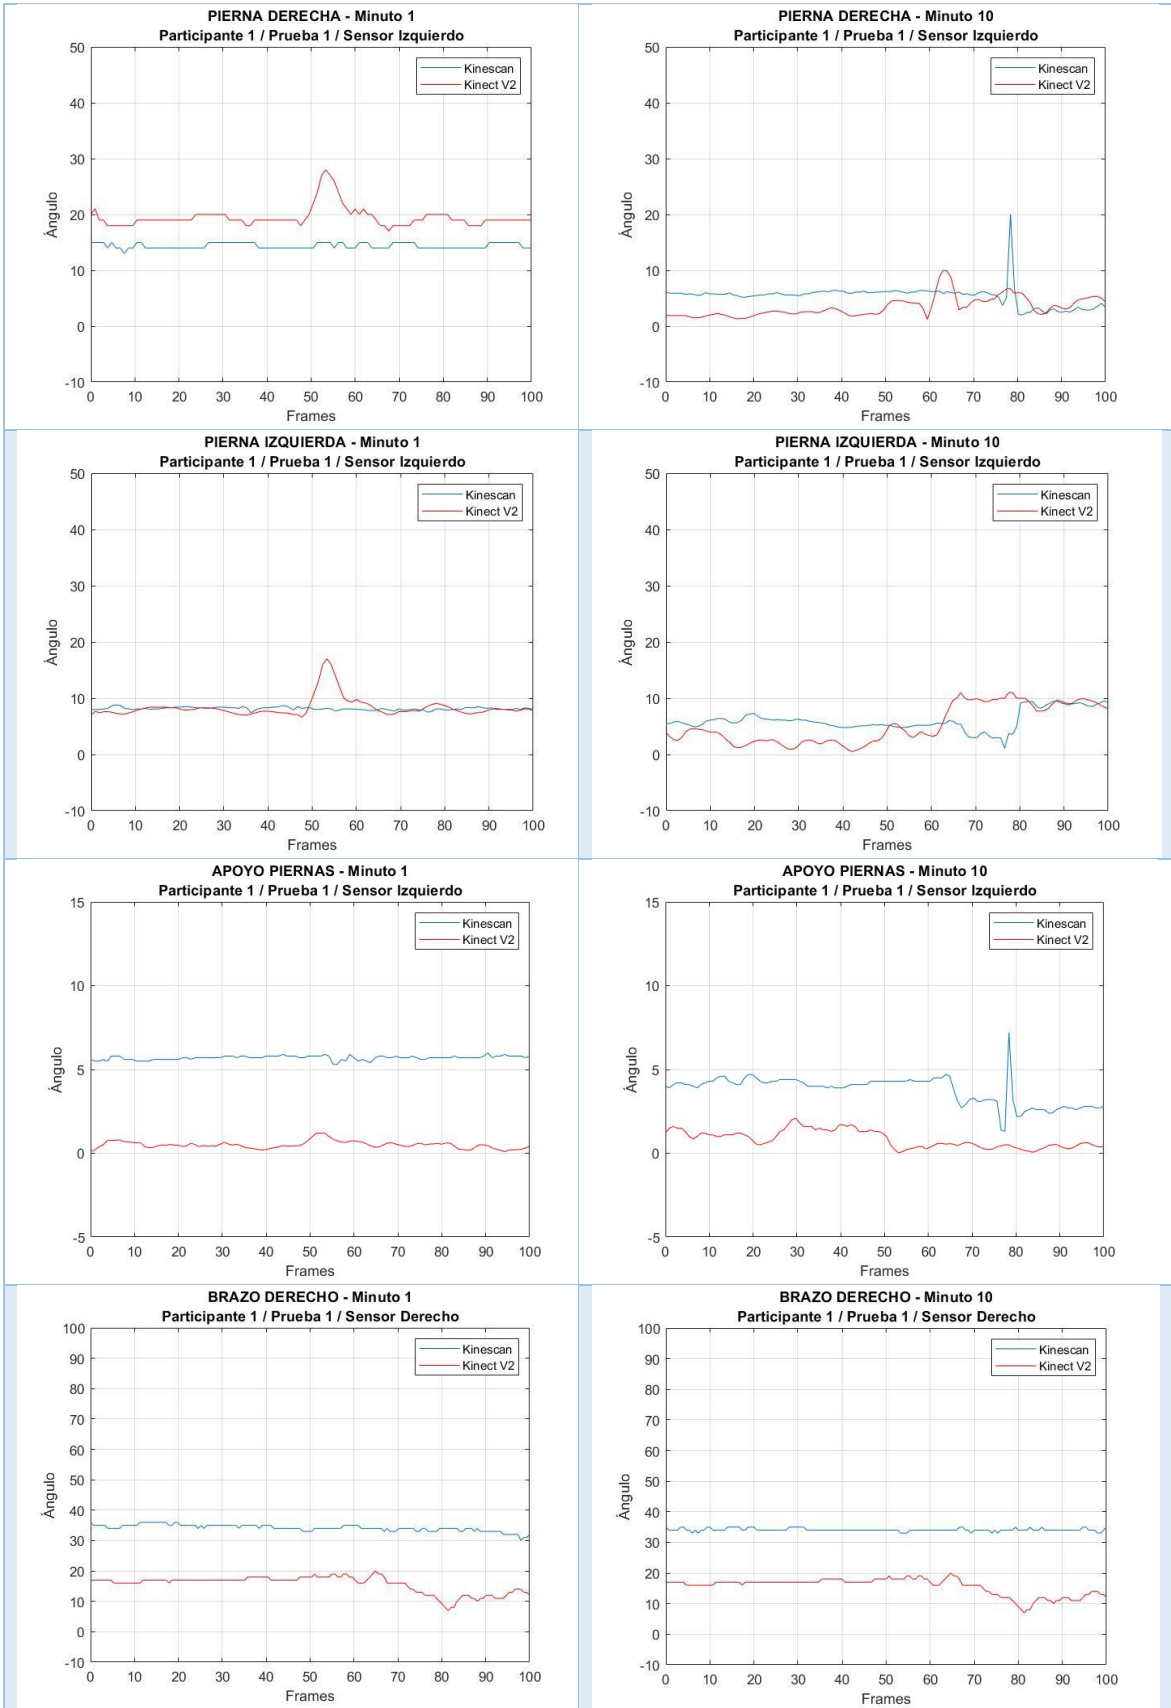 PIERNA DERECHA - Minuto 1
Participante 1 / Prueba 1 / Sensor Izquierdo
50
40
30
20
10
0
-10
Ángulo
Kinescan
Kinect V2
0 10 20 30 40 50 60 70 80 90 100
Frames
PIERNA DERECHA - Minuto 10
Participante 1 / Prueba 1 / Sensor Izquierdo
50
40
30
20
10
0
-10
Ángulo
Kinescan
Kinect V2
0 10 20 30 40 50 60 70 80 90 100
Frames
PIERNA IZQUIERDA - Minuto 1
Participante 1 / Prueba 1 / Sensor Izquierdo
50
40
30
20
10
0
-10
Ángulo
Kinescan
Kinect V2
0 10 20 30 40 50 60 70 80 90 100
Frames
PIERNA IZQUIERDA - Minuto 10
Participante 1 / Prueba 1 / Sensor Izquierdo
50
40
30
20
10
0
-10
Ángulo
Kinescan
Kinect V2
0 10 20 30 40 50 60 70 80 90 100
Frames
APOYO PIERNAS - Minuto 1
Participante 1 / Prueba 1 / Sensor Izquierdo
15
10
5
0
-5
Ángulo
Kinescan
Kinect V2
0 10 20 30 40 50 60 70 80 90 100
Frames
APOYO PIERNAS - Minuto 10
Participante 1 / Prueba 1 / Sensor Izquierdo
15
10
5
0
-5
Ángulo
Kinescan
Kinect V2
0 10 20 30 40 50 60 70 80 90 100
Frames
BRAZO DERECHO - Minuto 1
Participante 1 / Prueba 1 / Sensor Derecho
100
90
80
70
60
50
40
30
20
10
0
-10
Ángulo
Kinescan
Kinect V2
0 10 20 30 40 50 60 70 80 90 100
Frames
BRAZO DERECHO - Minuto 10
Participante 1 / Prueba 1 / Sensor Derecho
100
90
80
70
60
50
40
30
20
10
0
-10
Ángulo
Kinescan
Kinect V2
0 10 20 30 40 50 60 70 80 90 100
Frames